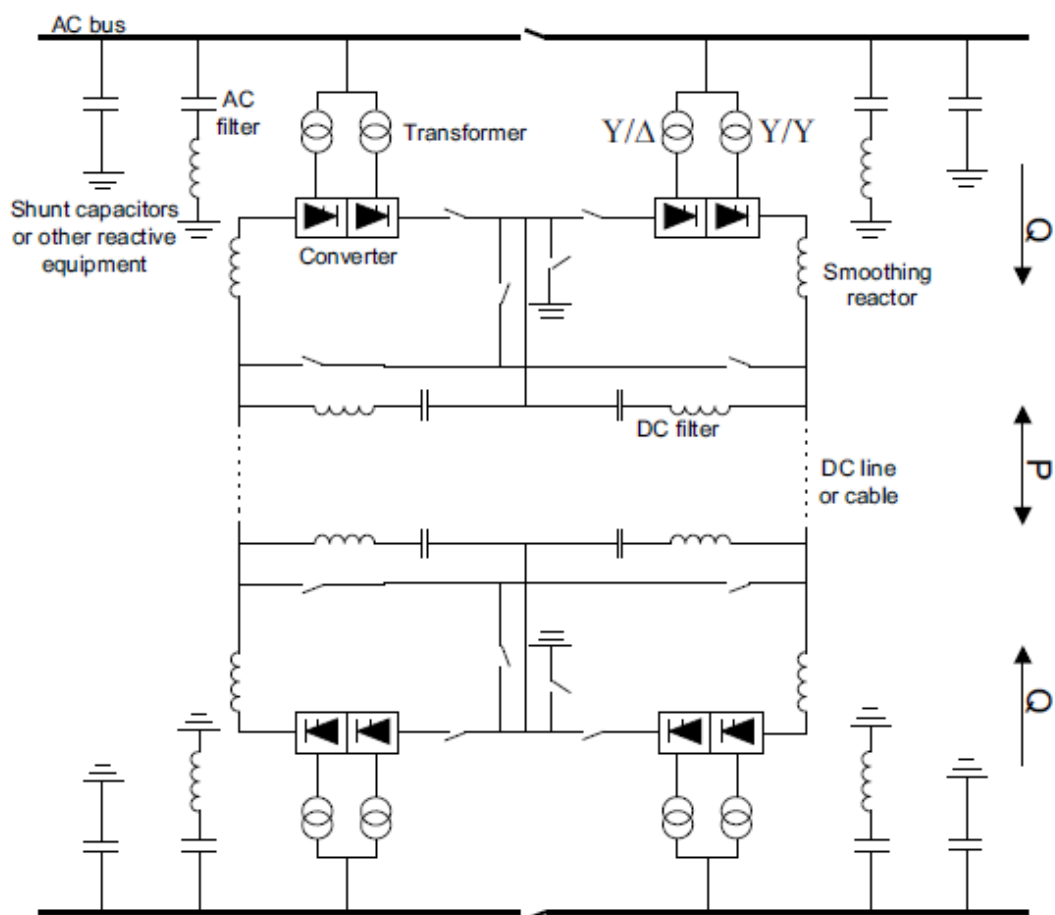 AC bus
AC
filter
Transformer
Y/Δ
Y/Y
Shunt capacitors
or other reactive
equipment
Converter
Smoothing
reactor
Q
DC filter
P
DC line
or cable
Q